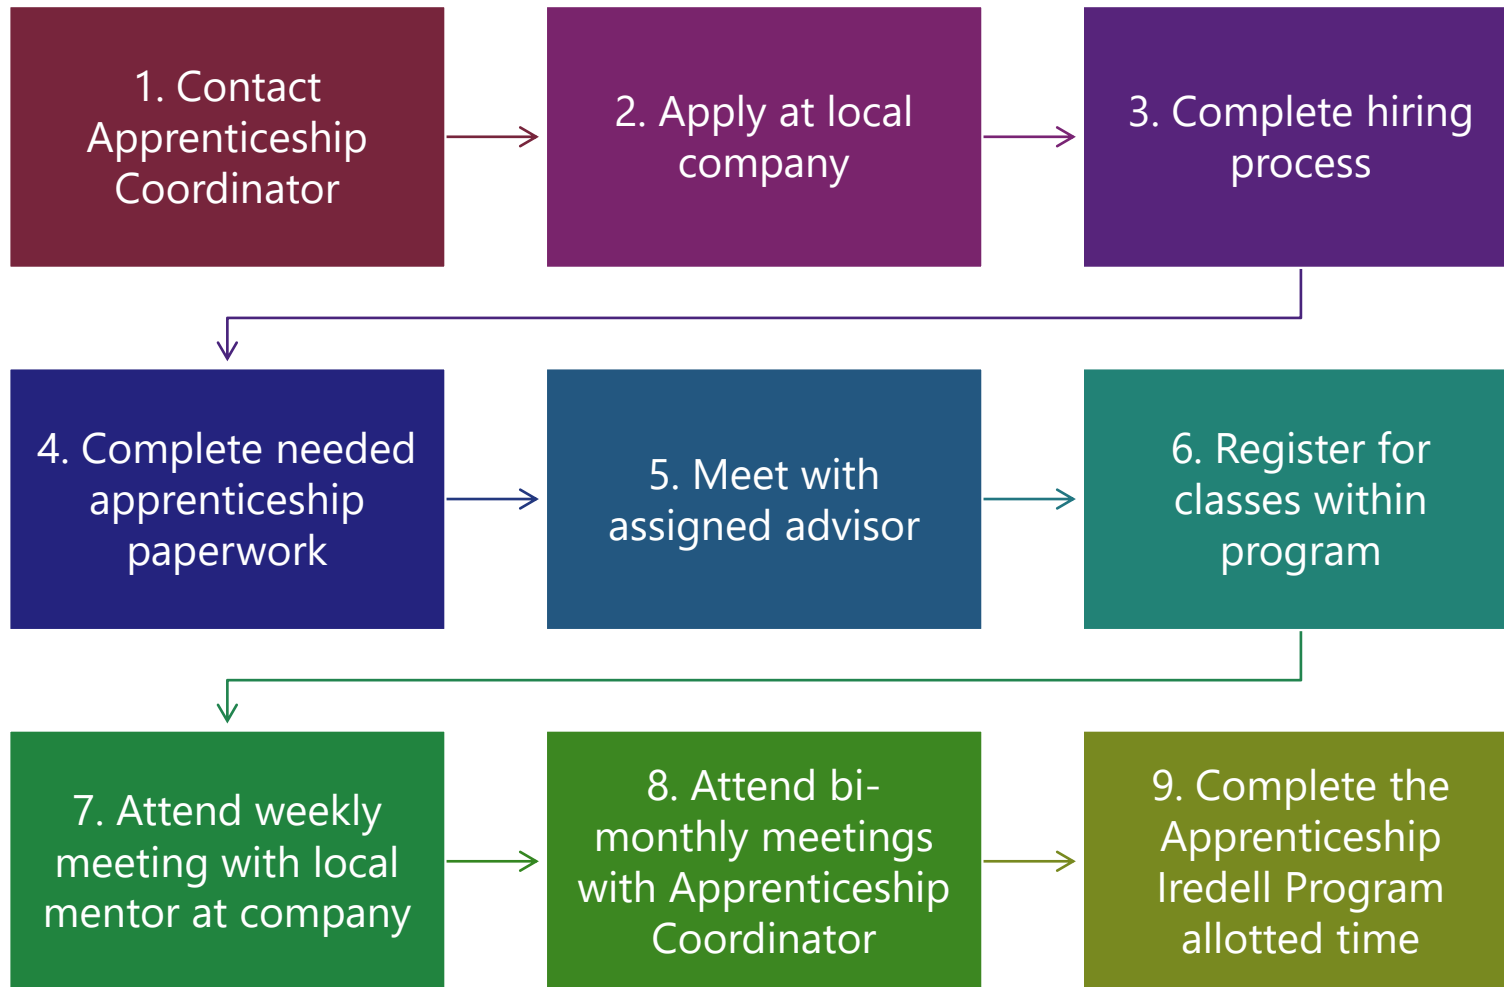 1. Contact
Apprenticeship
Coordinator
2. Apply at local
company
3. Complete hiring
process
4. Complete needed
apprenticeship
paperwork
5. Meet with
assigned advisor
6. Register for
classes within
program
7. Attend weekly
meeting with local
mentor at company
8. Attend bi-
monthly meetings
with Apprenticeship
Coordinator
9. Complete the
Apprenticeship
Iredell Program
allotted time